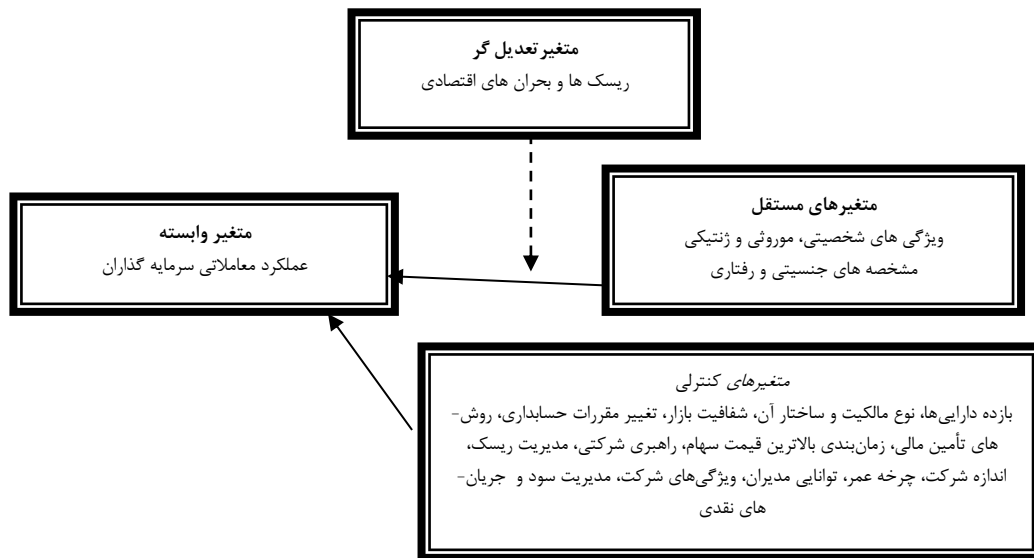 متغیر تعدیل گر
ریسک ها و بحران های اقتصادی
متغیرهای مستقل
ویژگی های شخصیتی، موروثی و ژنتیکی
مشخصه های جنسیتی و رفتاری
متغیر وابسته
عملکرد معاملاتی سرمایه گذاران
متغیرهای کنترلی
بازده دارایی‌ها، نوع مالکیت و ساختار آن، شفافیت بازار، تغییر مقررات حسابداری، روش-
های تأمین مالی، زمان‌بندی بالاترین قیمت سهام، راهبری شرکتی، مدیریت ریسک،
اندازه شرکت، چرخه عمر، توانایی مدیران، ویژگی‌های شرکت، مدیریت سود و جریان-
های نقدی